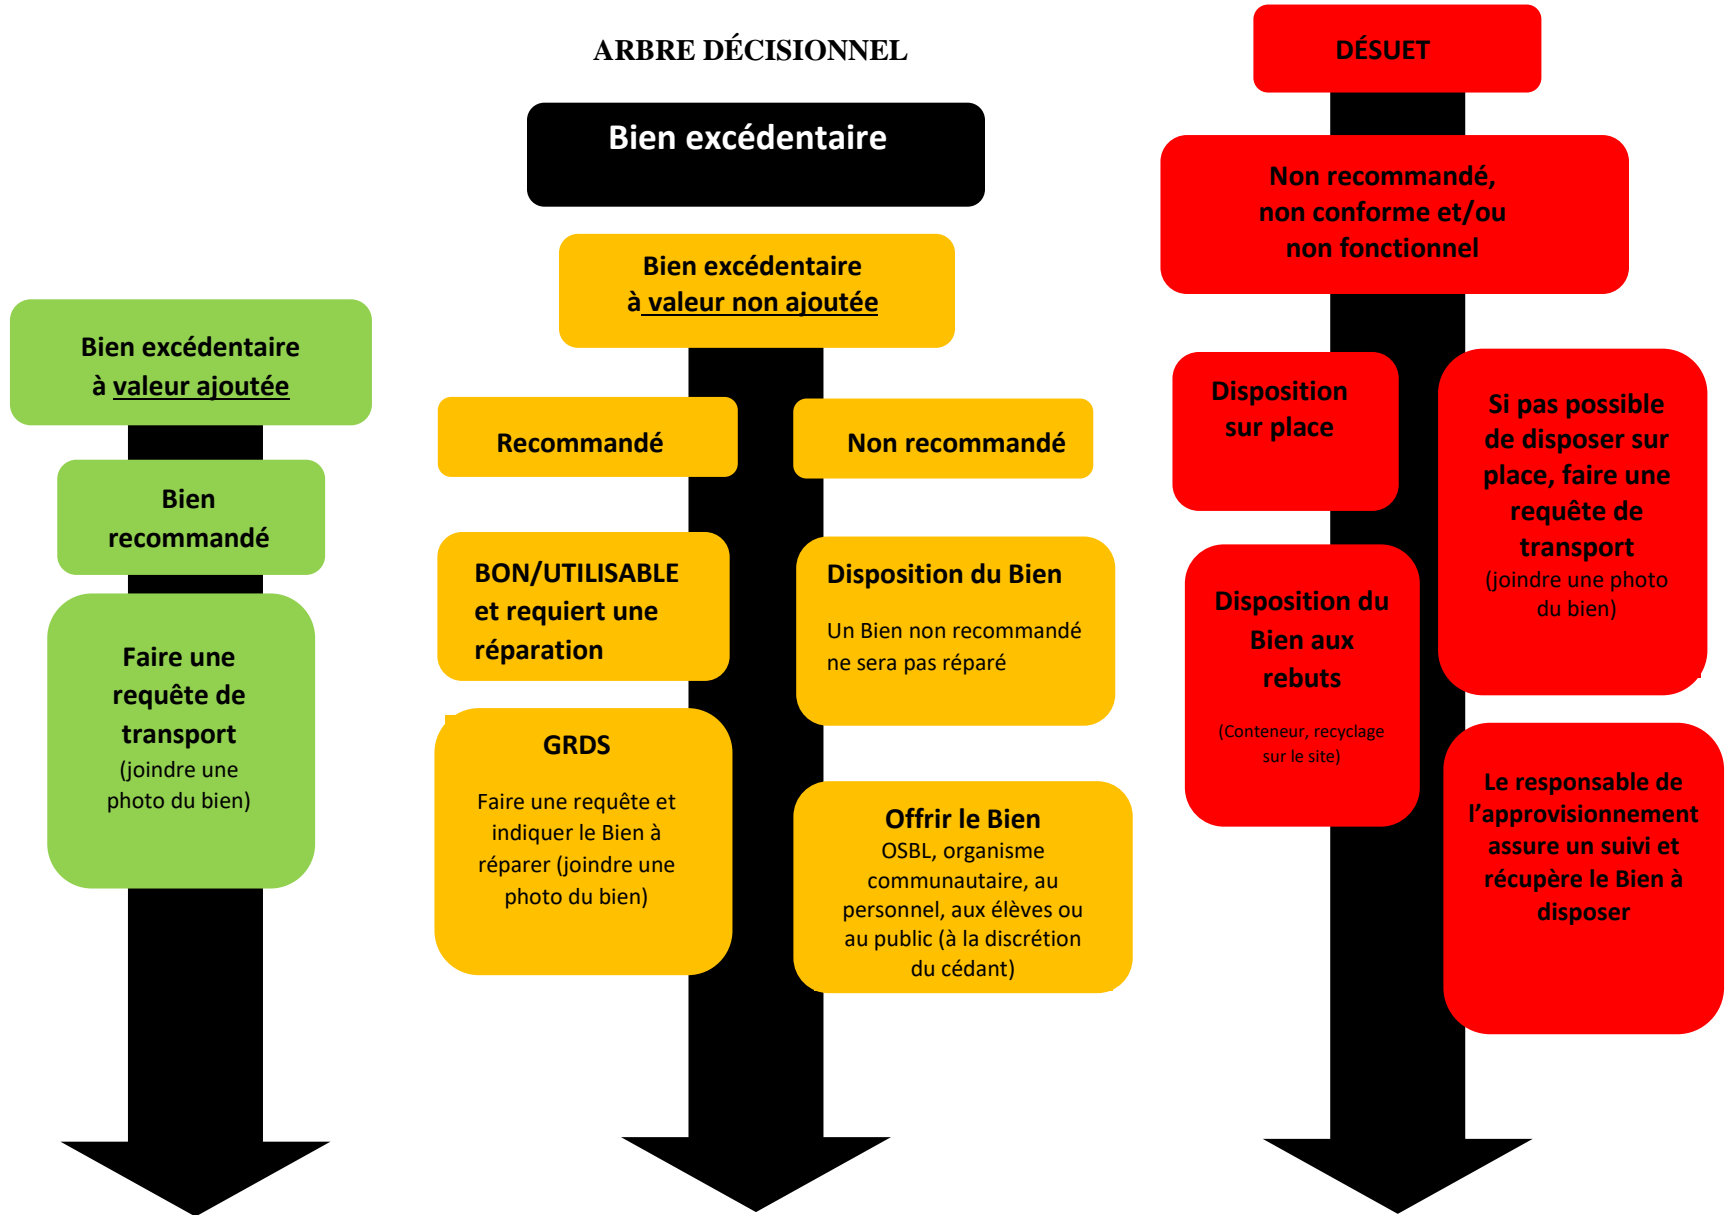 ARBRE DÉCISIONNEL
Bien excédentaire
Bien excédentaire
à valeur ajoutée
Bien
recommandé
Faire une
requête de
transport
(joindre une
photo du bien)
Bien excédentaire
à valeur non ajoutée
Recommandé
BON/UTILISABLE
et requiert une
réparation
GRDS
Faire une requête et
indiquer le Bien à
réparer (joindre une
photo du bien)
Non recommandé
Disposition du Bien
Un Bien non recommandé
ne sera pas réparé
Offrir le Bien
OSBL, organisme
communautaire, au
personnel, aux élèves ou
au public (à la discrétion
du cédant)
DÉSUET
Non recommandé,
non conforme et/ou
non fonctionnel
Disposition
sur place
Disposition du
Bien aux
rebuts
(Conteneur, recyclage
sur le site)
Si pas possible
de disposer sur
place, faire une
requête de
transport
(joindre une photo
du bien)
Le responsable de
l’approvisionnement
assure un suivi et
récupère le Bien à
disposer